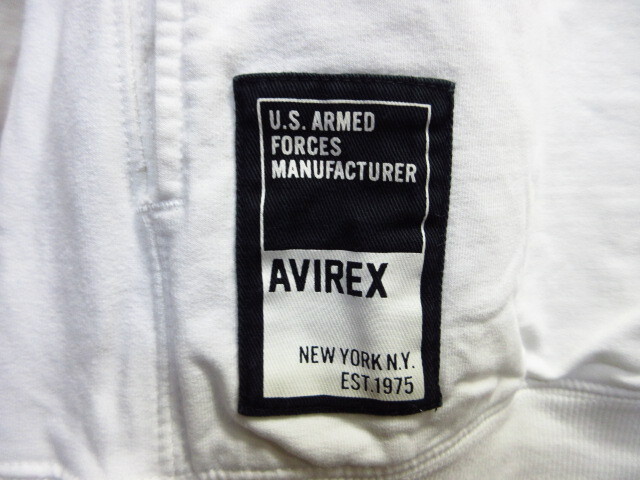 U.S. ARMED
FORCES
MANUFACTURER
AVIREX
NEW YORK N.Y.
EST.1975